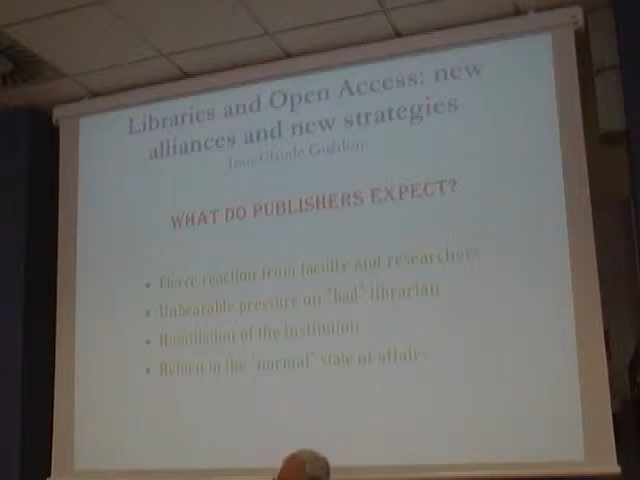 Libraries and Open Access: new
alliances and new strategies
Jean-Claude Guédon
WHAT DO PUBLISHERS EXPECT?
• Fierce reaction from faculty and researchers
• Unbearable pressure on "bad" librarian
• of the institution
• Return to the "normal" state of affairs